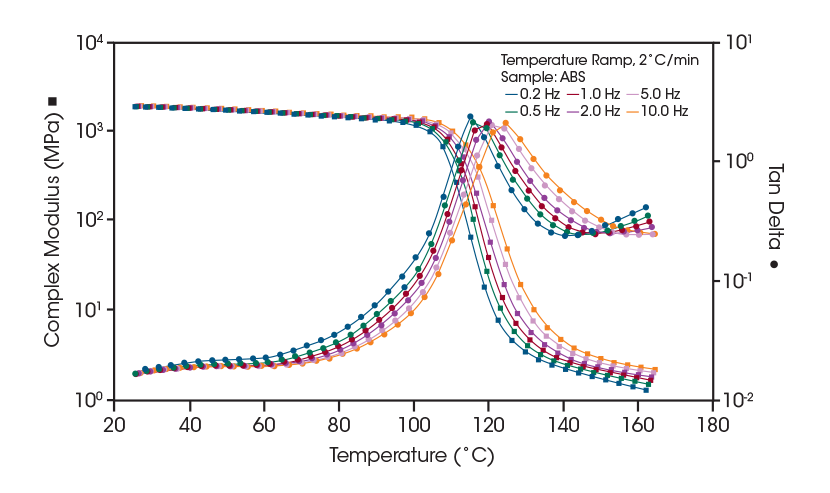 Temperature Ramp, 2˚C/min
Sample: ABS
0.2 Hz 1.0 Hz 5.0 Hz
0.5 Hz 2.0 Hz 10.0 Hz
10⁴
10³
10²
10¹
10⁰
Complex Modulus (MPa) ■
10¹
10⁰
10⁻¹
10⁻²
Tan Delta ●
20 40 60 80 100 120 140 160 180
Temperature (˚C)